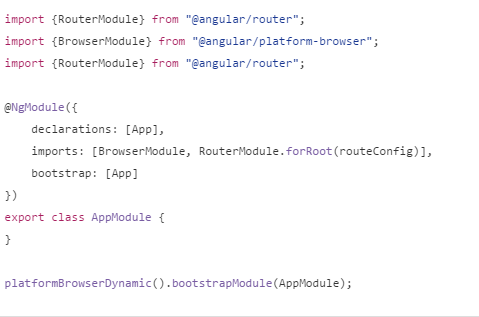 import {RouterModule} from "@angular/router";
import {BrowserModule} from "@angular/platform-browser";
import {RouterModule} from "@angular/router";

@NgModule({
    declarations: [App],
    imports: [BrowserModule, RouterModule.forRoot(routeConfig)],
    bootstrap: [App]
})
export class AppModule {
}

platformBrowserDynamic().bootstrapModule(AppModule);